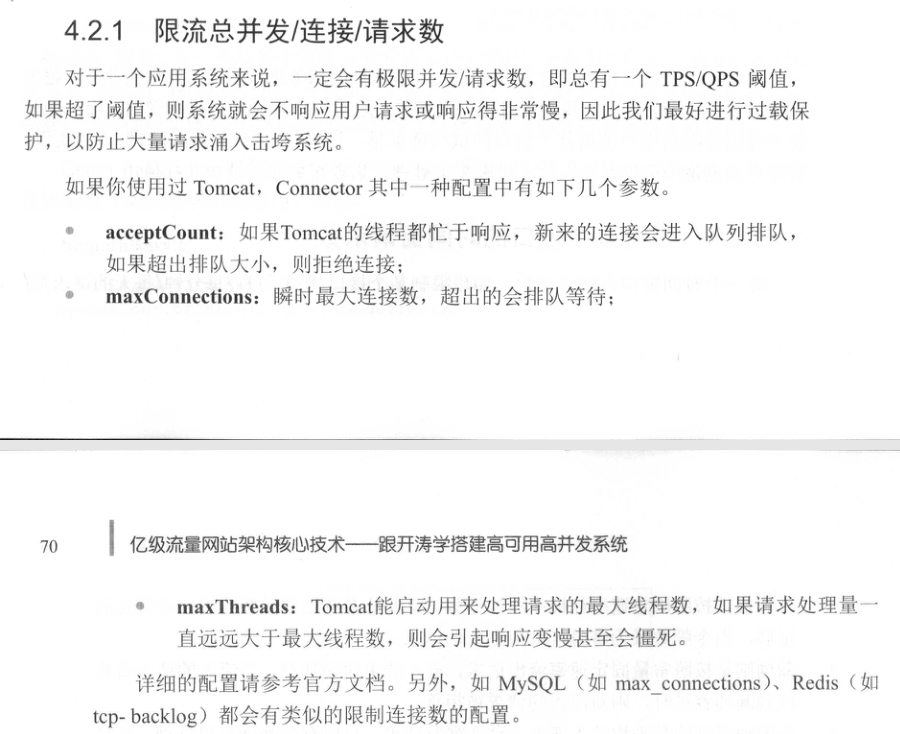 4.2.1 限流总并发/连接/请求数
对于一个应用系统来说，一定会有极限并发/请求数，即总有一个 TPS/QPS 阈值，
如果超了阈值，则系统就会不响应用户请求或响应得非常慢，因此我们最好进行过载保
护，以防止大量请求涌入击垮系统。
如果你使用过 Tomcat，Connector 其中一种配置中有如下几个参数。
• acceptCount：如果Tomcat的线程都忙于响应，新来的连接会进入队列排队，
如果超出排队大小，则拒绝连接；
• maxConnections：瞬时最大连接数，超出的会排队等待；
70 亿级流量网站架构核心技术——跟开涛学搭建高可用高并发系统
• maxThreads：Tomcat能启动用来处理请求的最大线程数，如果请求处理量一
直远远大于最大线程数，则会引起响应变慢甚至会僵死。
详细的配置请参考官方文档。另外，如 MySQL（如 max_connections）、Redis（如
tcp- backlog）都会有类似的限制连接数的配置。